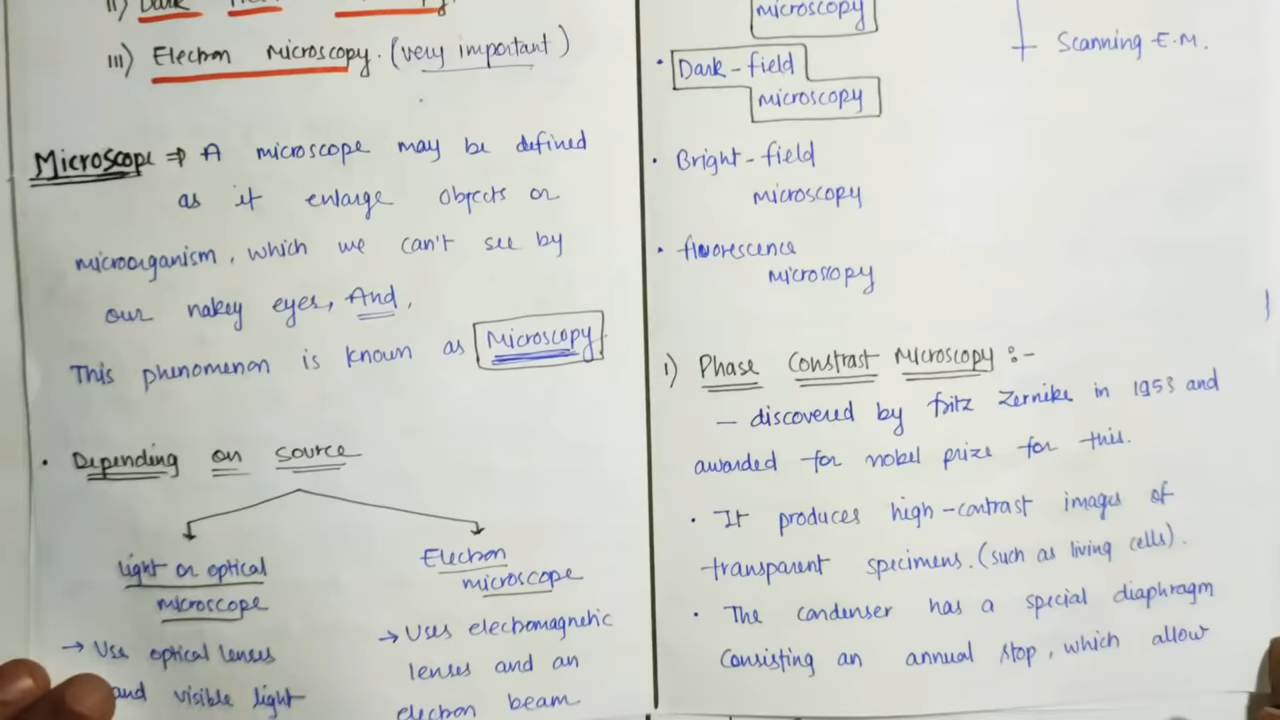 ii) Dark
iii) Electron Microscopy. (very important)
Microscope ⇒ A microscope may be defined
as it enlarge objects or
microorganism, which we can't see by
our nakey eyes, And,
This phenomenon is known as Microscopy.
• Depending on source
light or optical
microscope
→ Use optical lenses
and visible light
Electron
microscope
→ Uses electromagnetic
lenses and an
electron beam
microscopy
• Dark-field
microscopy
• Bright-field
microscopy
• fluorescence
microscopy
Scanning E.M.
i) Phase Constrast Microscopy :-
- discovered by fritz Zernike in 1953 and
awarded for nobel prize for this.
• It produces high-contrast images of
transparent specimens. (such as living cells).
• The condenser has a special diaphragm
Consisting an annual stop, which allow